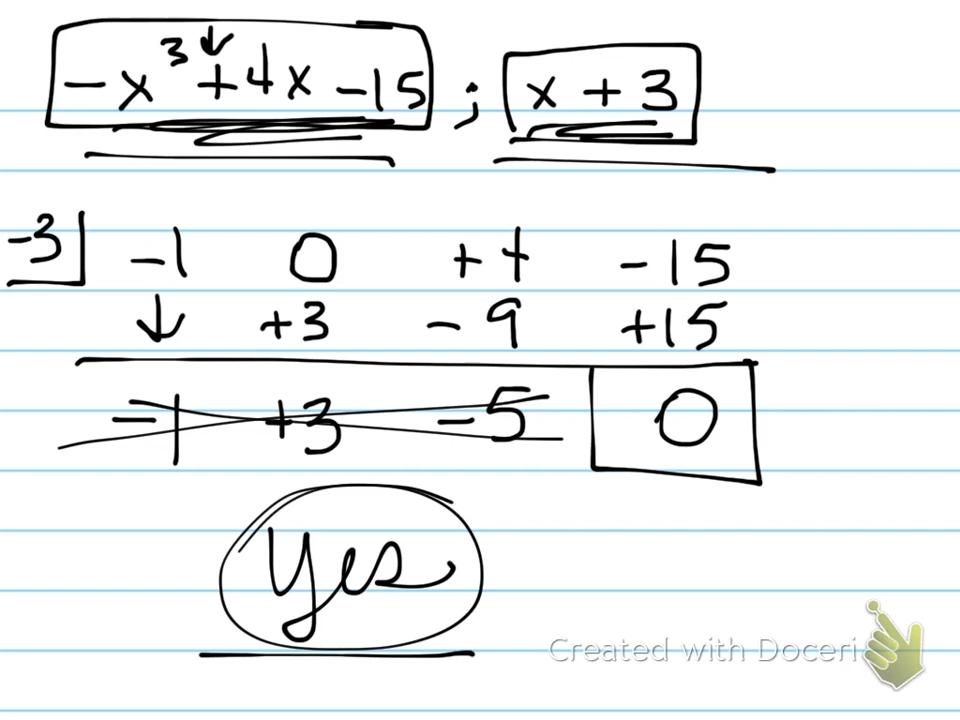 -x³ +4x -15 ; x + 3
-3 -1 0 +4 -15
↓ +3 -9 +15
-1 +3 -5 0
Yes
Created with Doceri